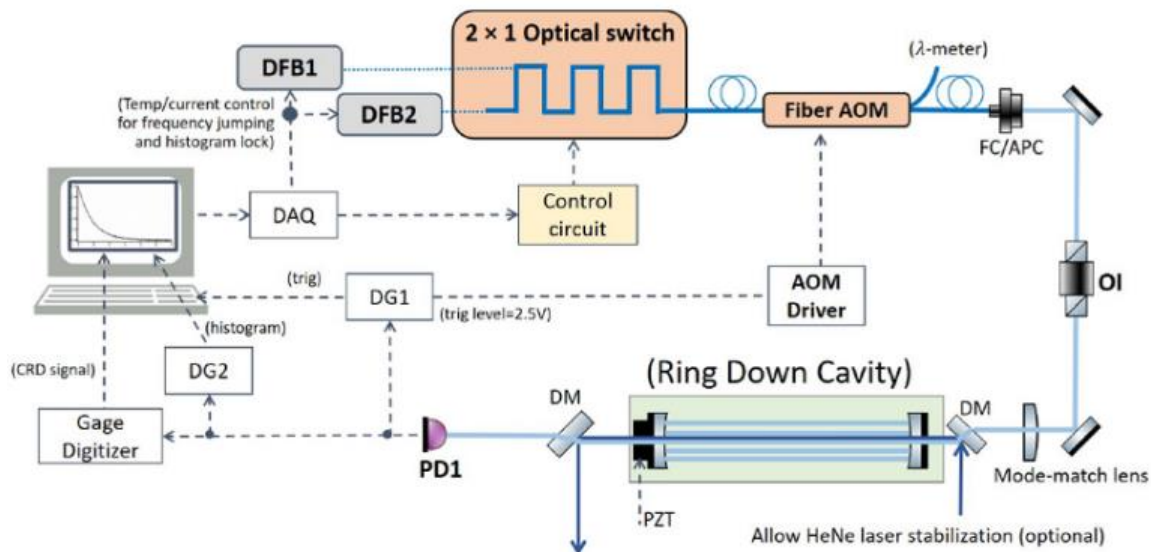 2 × 1 Optical switch
DFB1
DFB2
(Temp/current control
for frequency jumping
and histogram lock)
(λ-meter)
Fiber AOM
FC/APC
DAQ
Control
circuit
OI
(trig)
DG1
(trig level=2.5V)
AOM
Driver
(histogram)
(CRD signal)
DG2
Gage
Digitizer
PD1
DM
(Ring Down Cavity)
DM
PZT
Mode-match lens
Allow HeNe laser stabilization (optional)